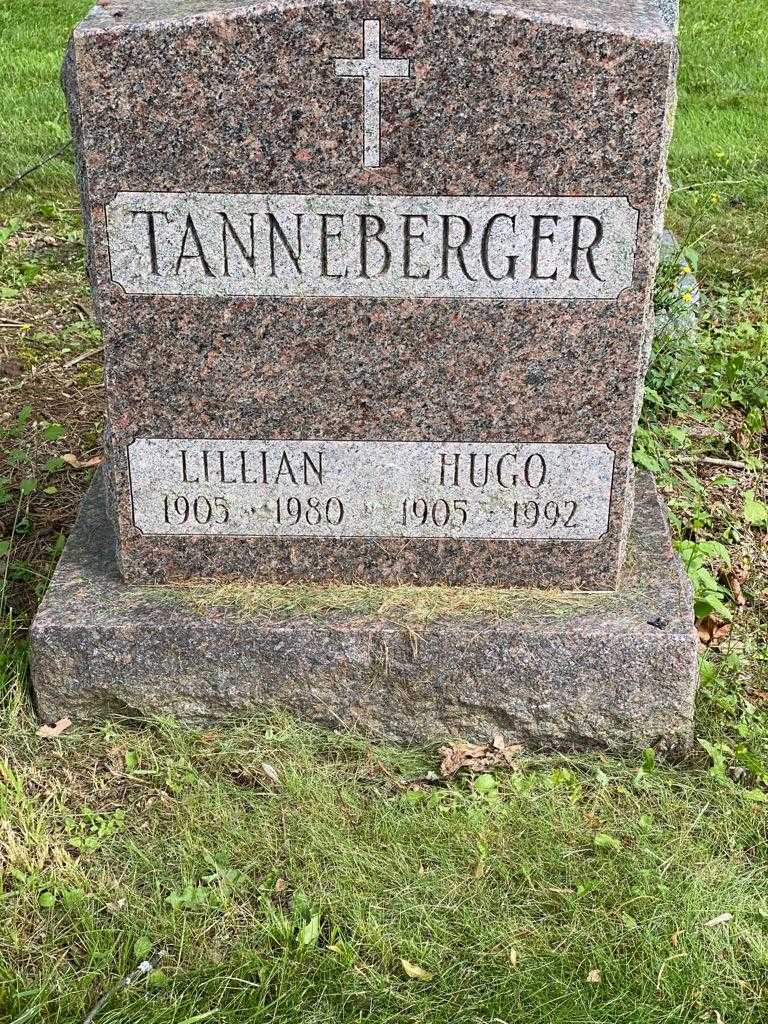 TANNEBERGER
LILLIAN HUGO
1905 - 1980 1905 - 1992